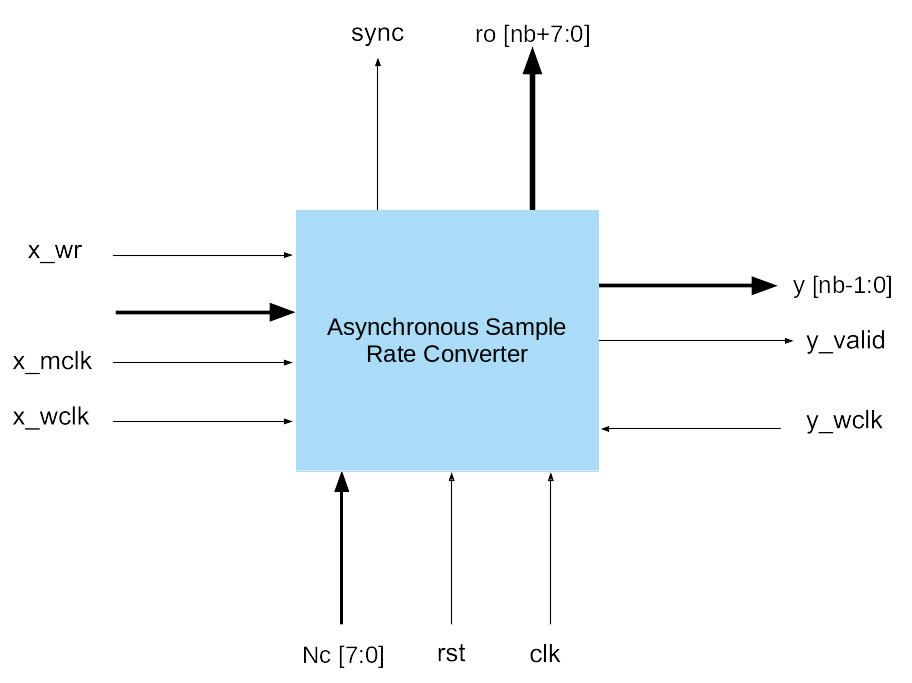 sync
ro [nb+7:0]
x_wr
x_mclk
x_wclk
Asynchronous Sample
Rate Converter
y [nb-1:0]
y_valid
y_wclk
Nc [7:0]
rst
clk